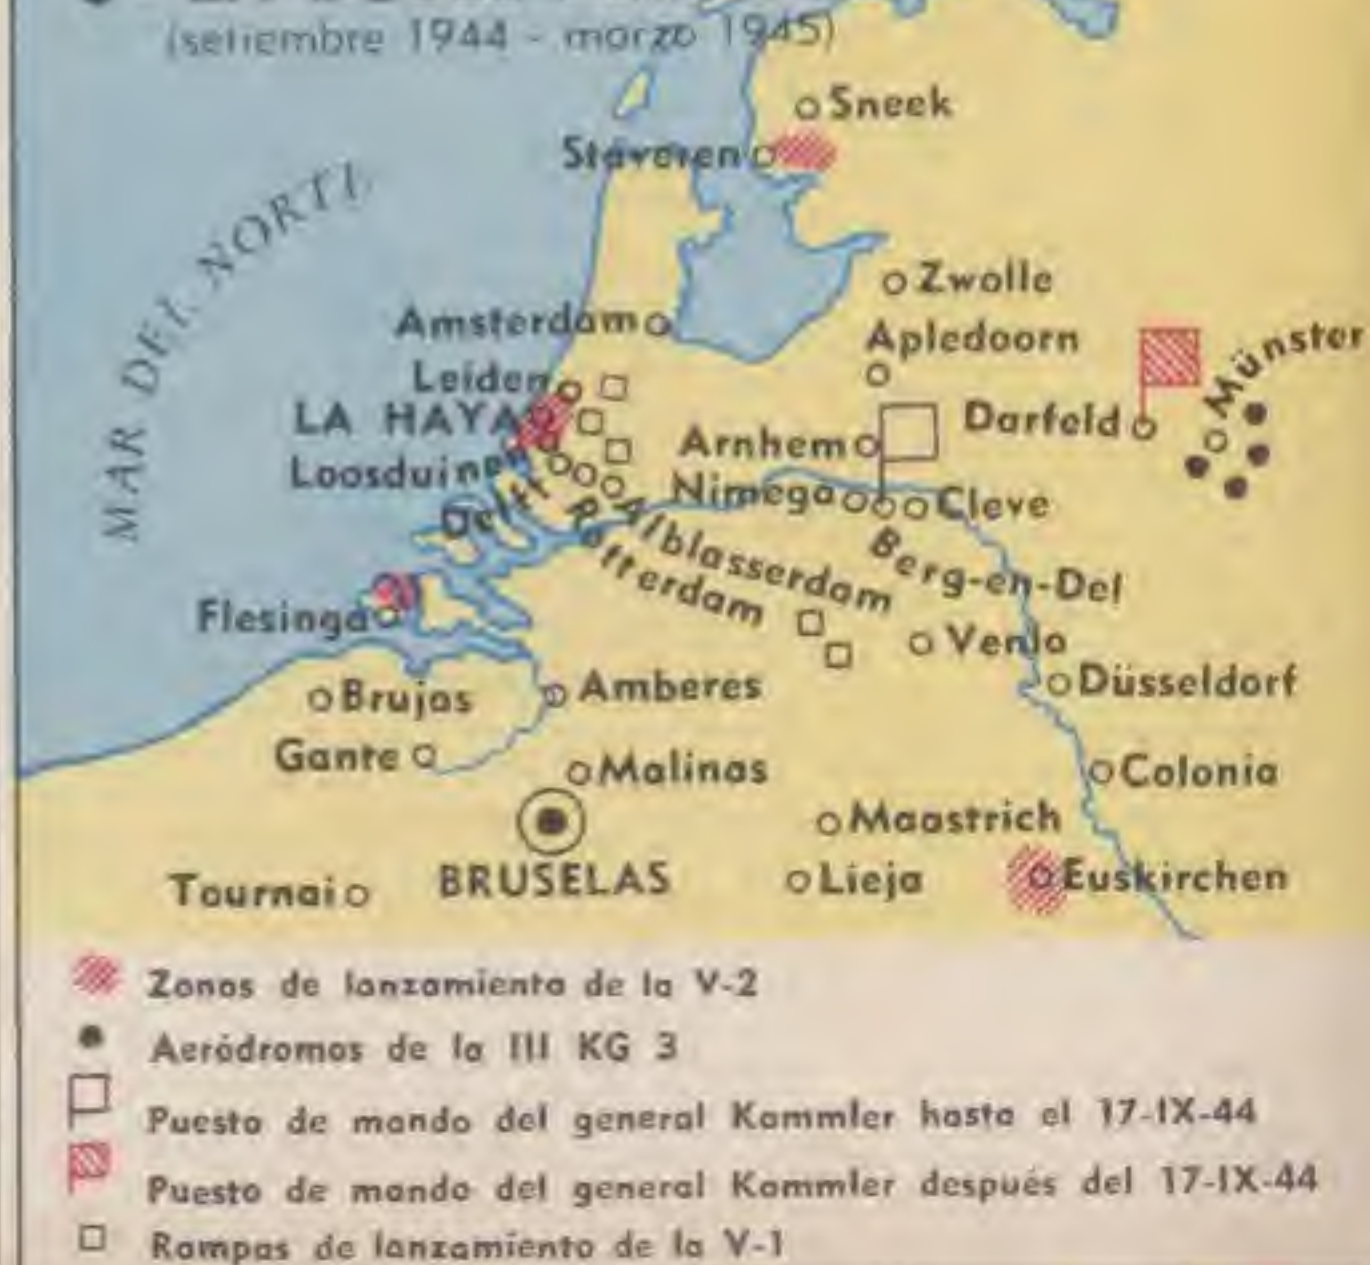 (setiembre 1944 - marzo 1945)
Sneek
Staveren
MAR DEL NORTE
Zwolle
Amsterdam
Apledoorn
Münster
Leiden
LA HAYA
Darfeld
Arnhem
Loosduinen
Nimega
Cleve
Delft
Rotterdam
Alblasserdam
Berg-en-Del
Flesinga
Venlo
Brujas
Amberes
Düsseldorf
Gante
Malinas
Colonia
Maastrich
BRUSELAS
Tournai
Lieja
Euskirchen
Zonas de lanzamiento de la V-2
Aeródromos de la III KG 3
Puesto de mando del general Kammler hasta el 17-IX-44
Puesto de mando del general Kammler después del 17-IX-44
Rampas de lanzamiento de la V-1